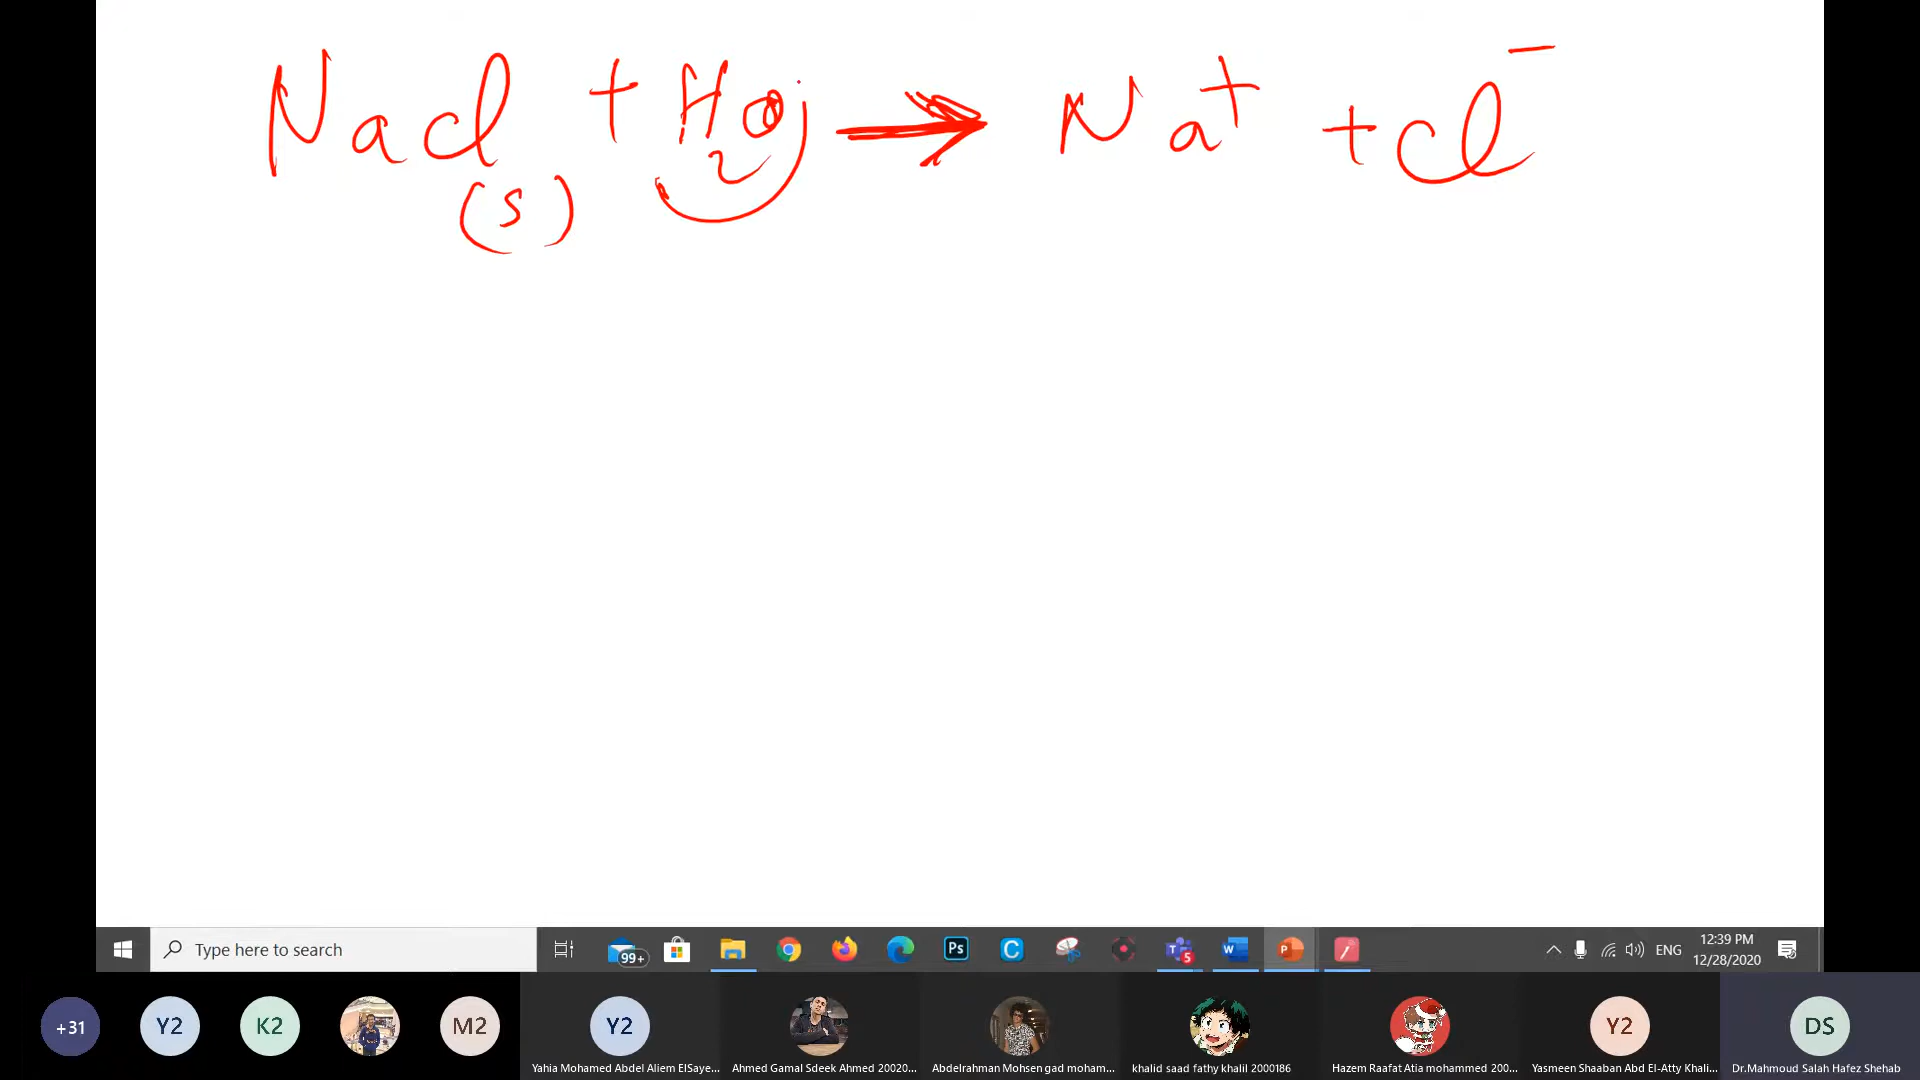 Nacl + H2O → Na+ + Cl−
(s)
Type here to search
99+
Ps
C
5
W
P
ENG
12:39 PM
12/28/2020
+31
Y2
K2
M2
Y2
Y2
DS
Yahia Mohamed Abdel Aliem ElSaye...
Ahmed Gamal Sdeek Ahmed 20020...
Abdelrahman Mohsen gad moham...
khalid saad fathy khalil 2000186
Hazem Raafat Atia mohammed 200...
Yasmeen Shaaban Abd El-Atty Khali...
Dr.Mahmoud Salah Hafez Shehab